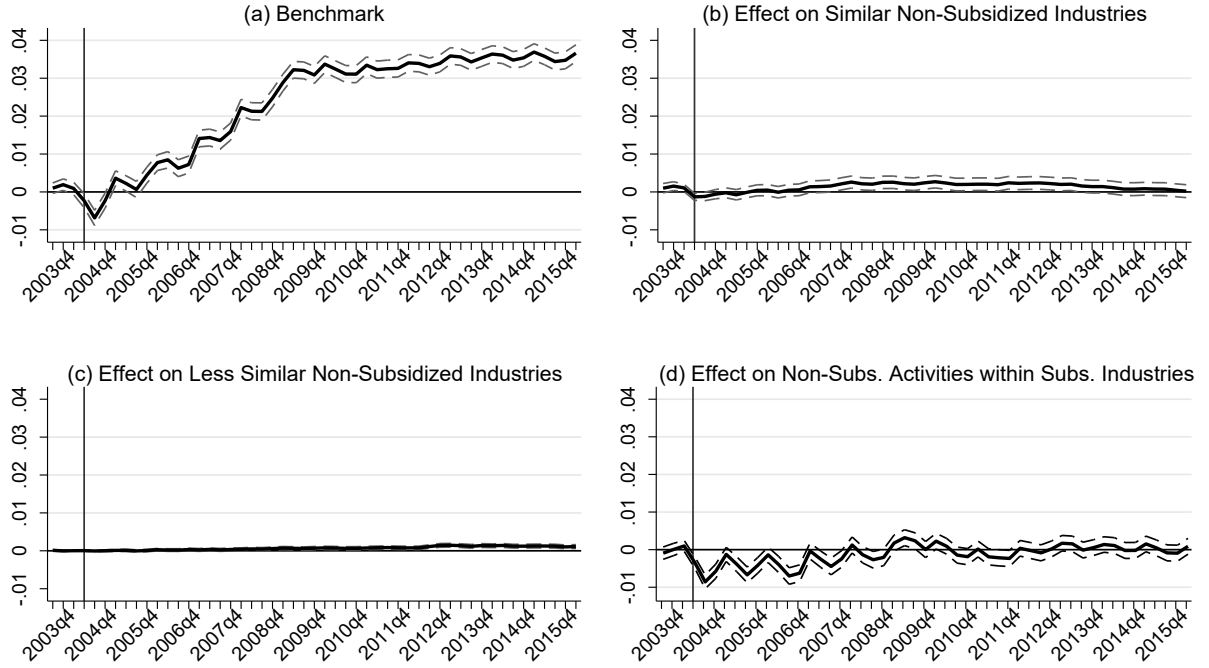 (a) Benchmark
.04
.03
.02
.01
0
-.01
2003q4
2004q4
2005q4
2006q4
2007q4
2008q4
2009q4
2010q4
2011q4
2012q4
2013q4
2014q4
2015q4
(b) Effect on Similar Non-Subsidized Industries
.04
.03
.02
.01
0
-.01
2003q4
2004q4
2005q4
2006q4
2007q4
2008q4
2009q4
2010q4
2011q4
2012q4
2013q4
2014q4
2015q4
(c) Effect on Less Similar Non-Subsidized Industries
.04
.03
.02
.01
0
-.01
2003q4
2004q4
2005q4
2006q4
2007q4
2008q4
2009q4
2010q4
2011q4
2012q4
2013q4
2014q4
2015q4
(d) Effect on Non-Subs. Activities within Subs. Industries
.04
.03
.02
.01
0
-.01
2003q4
2004q4
2005q4
2006q4
2007q4
2008q4
2009q4
2010q4
2011q4
2012q4
2013q4
2014q4
2015q4